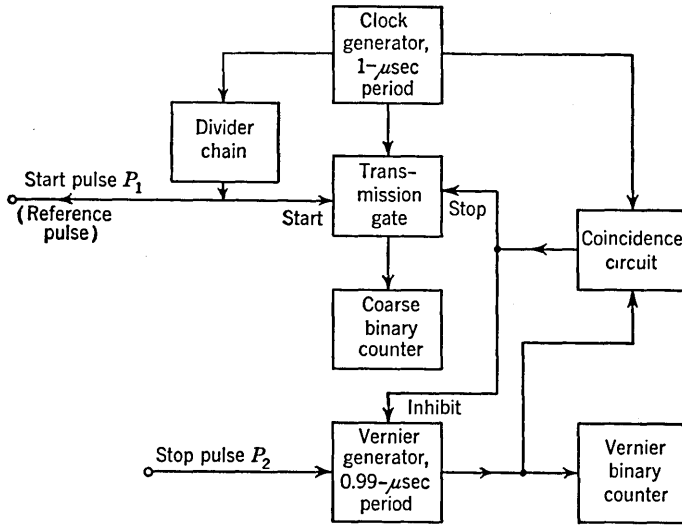 Clock
generator,
1-μsec
period
Divider
chain
Start pulse P₁
(Reference
pulse)
Start
Trans-
mission
gate
Stop
Coincidence
circuit
Coarse
binary
counter
Inhibit
Stop pulse P₂
Vernier
generator,
0.99-μsec
period
Vernier
binary
counter